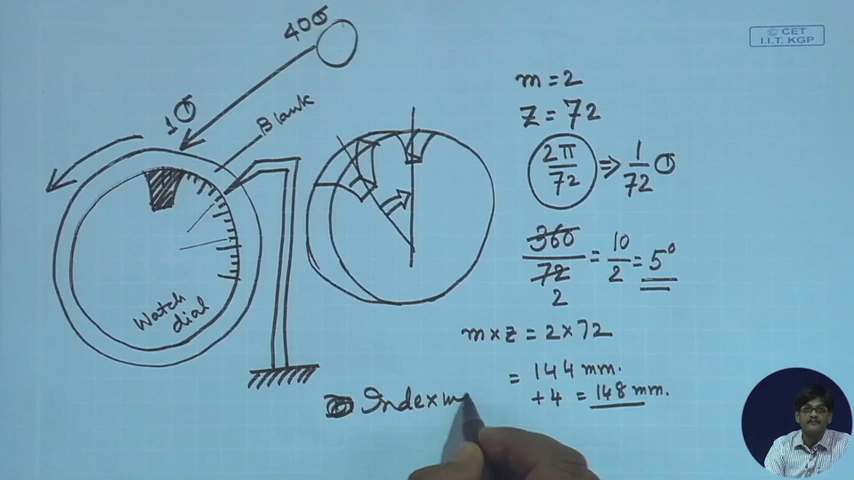 © CET
I.I.T. KGP
40
1
Blank
Watch
dial
m = 2
Z = 72
2π/72 ⇒ 1/72
360/72 = 10/2 = 5°
2
m × z = 2 × 72
= 144 mm.
+ 4 = 148 mm.
Indexin